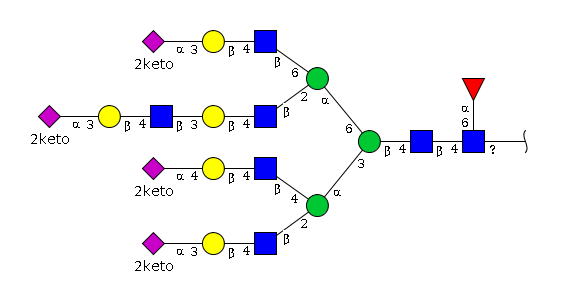 α 3 β 4
2keto
β 6
2 α
α 3 β 4 β 3 β 4 β
2keto
α
6
6
β 4 β 4 ?
3
α 4 β 4
2keto
β 4 α
2
α 3 β 4 β
2keto